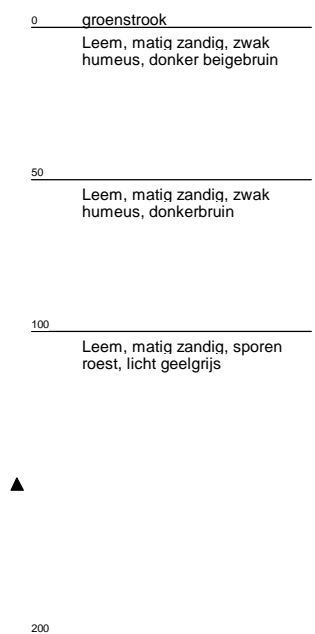 0 groenstrook
Leem, matig zandig, zwak
humeus, donker beigebruin
50
Leem, matig zandig, zwak
humeus, donkerbruin
100
Leem, matig zandig, sporen
roest, licht geelgrijs
200